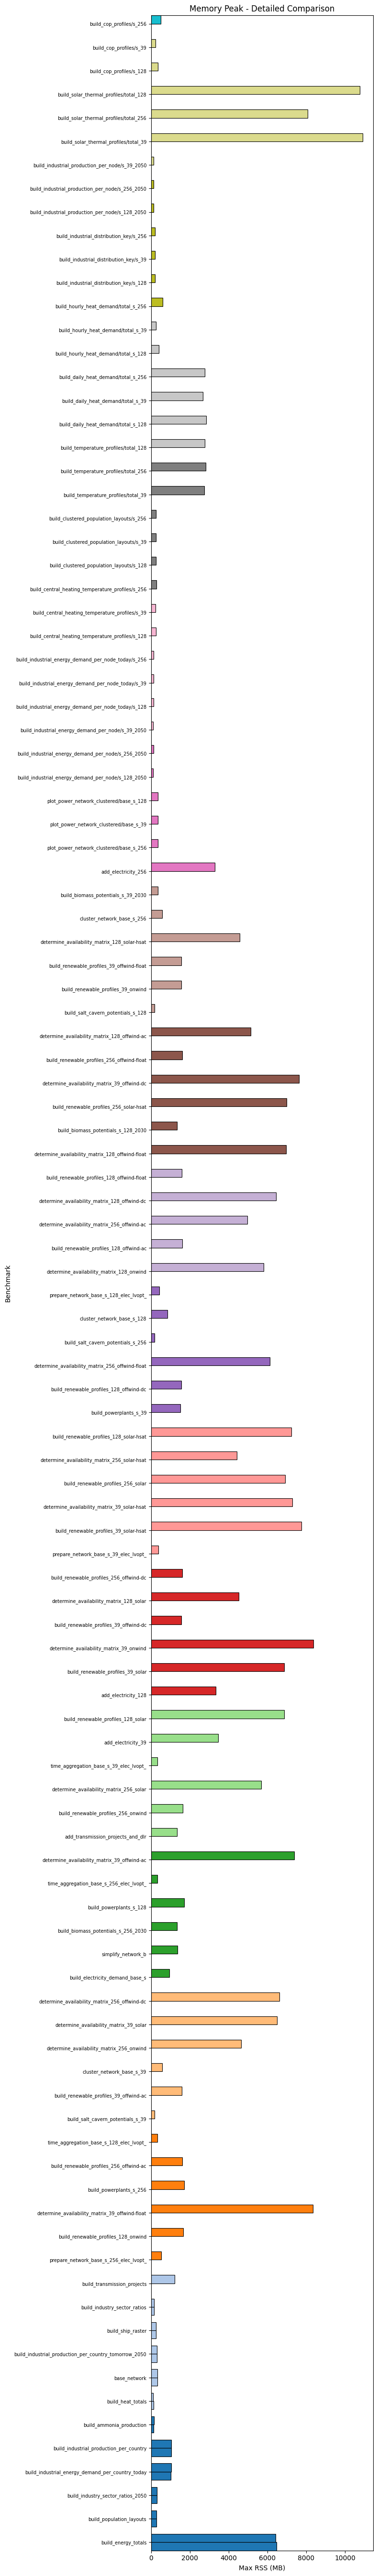 Memory Peak - Detailed Comparison
build_cop_profiles/s_256
build_cop_profiles/s_39
build_cop_profiles/s_128
build_solar_thermal_profiles/total_128
build_solar_thermal_profiles/total_256
build_solar_thermal_profiles/total_39
build_industrial_production_per_node/s_39_2050
build_industrial_production_per_node/s_256_2050
build_industrial_production_per_node/s_128_2050
build_industrial_distribution_key/s_256
build_industrial_distribution_key/s_39
build_industrial_distribution_key/s_128
build_hourly_heat_demand/total_s_256
build_hourly_heat_demand/total_s_39
build_hourly_heat_demand/total_s_128
build_daily_heat_demand/total_s_256
build_daily_heat_demand/total_s_39
build_daily_heat_demand/total_s_128
build_temperature_profiles/total_128
build_temperature_profiles/total_256
build_temperature_profiles/total_39
build_clustered_population_layouts/s_256
build_clustered_population_layouts/s_39
build_clustered_population_layouts/s_128
build_central_heating_temperature_profiles/s_256
build_central_heating_temperature_profiles/s_39
build_central_heating_temperature_profiles/s_128
build_industrial_energy_demand_per_node_today/s_256
build_industrial_energy_demand_per_node_today/s_39
build_industrial_energy_demand_per_node_today/s_128
build_industrial_energy_demand_per_node/s_39_2050
build_industrial_energy_demand_per_node/s_256_2050
build_industrial_energy_demand_per_node/s_128_2050
plot_power_network_clustered/base_s_128
plot_power_network_clustered/base_s_39
plot_power_network_clustered/base_s_256
add_electricity_256
build_biomass_potentials_s_39_2030
cluster_network_base_s_256
determine_availability_matrix_128_solar-hsat
build_renewable_profiles_39_offwind-float
build_renewable_profiles_39_onwind
build_salt_cavern_potentials_s_128
determine_availability_matrix_128_offwind-ac
build_renewable_profiles_256_offwind-float
determine_availability_matrix_39_offwind-dc
build_renewable_profiles_256_solar-hsat
build_biomass_potentials_s_128_2030
determine_availability_matrix_128_offwind-float
build_renewable_profiles_128_offwind-float
determine_availability_matrix_128_offwind-dc
determine_availability_matrix_256_offwind-ac
build_renewable_profiles_128_offwind-ac
determine_availability_matrix_128_onwind
prepare_network_base_s_128_elec_lvopt_
cluster_network_base_s_128
build_salt_cavern_potentials_s_256
determine_availability_matrix_256_offwind-float
build_renewable_profiles_128_offwind-dc
build_powerplants_s_39
build_renewable_profiles_128_solar-hsat
determine_availability_matrix_256_solar-hsat
build_renewable_profiles_256_solar
determine_availability_matrix_39_solar-hsat
build_renewable_profiles_39_solar-hsat
prepare_network_base_s_39_elec_lvopt_
build_renewable_profiles_256_offwind-dc
determine_availability_matrix_128_solar
build_renewable_profiles_39_offwind-dc
determine_availability_matrix_39_onwind
build_renewable_profiles_39_solar
add_electricity_128
build_renewable_profiles_128_solar
add_electricity_39
time_aggregation_base_s_39_elec_lvopt_
determine_availability_matrix_256_solar
build_renewable_profiles_256_onwind
add_transmission_projects_and_dlr
determine_availability_matrix_39_offwind-ac
time_aggregation_base_s_256_elec_lvopt_
build_powerplants_s_128
build_biomass_potentials_s_256_2030
simplify_network_b
build_electricity_demand_base_s
determine_availability_matrix_256_offwind-dc
determine_availability_matrix_39_solar
determine_availability_matrix_256_onwind
cluster_network_base_s_39
build_renewable_profiles_39_offwind-ac
build_salt_cavern_potentials_s_39
time_aggregation_base_s_128_elec_lvopt_
build_renewable_profiles_256_offwind-ac
build_powerplants_s_256
determine_availability_matrix_39_offwind-float
build_renewable_profiles_128_onwind
prepare_network_base_s_256_elec_lvopt_
build_transmission_projects
build_industry_sector_ratios
build_ship_raster
build_industrial_production_per_country_tomorrow_2050
base_network
build_heat_totals
build_ammonia_production
build_industrial_production_per_country
build_industrial_energy_demand_per_country_today
build_industry_sector_ratios_2050
build_population_layouts
build_energy_totals
Benchmark
0 2000 4000 6000 8000 10000
Max RSS (MB)